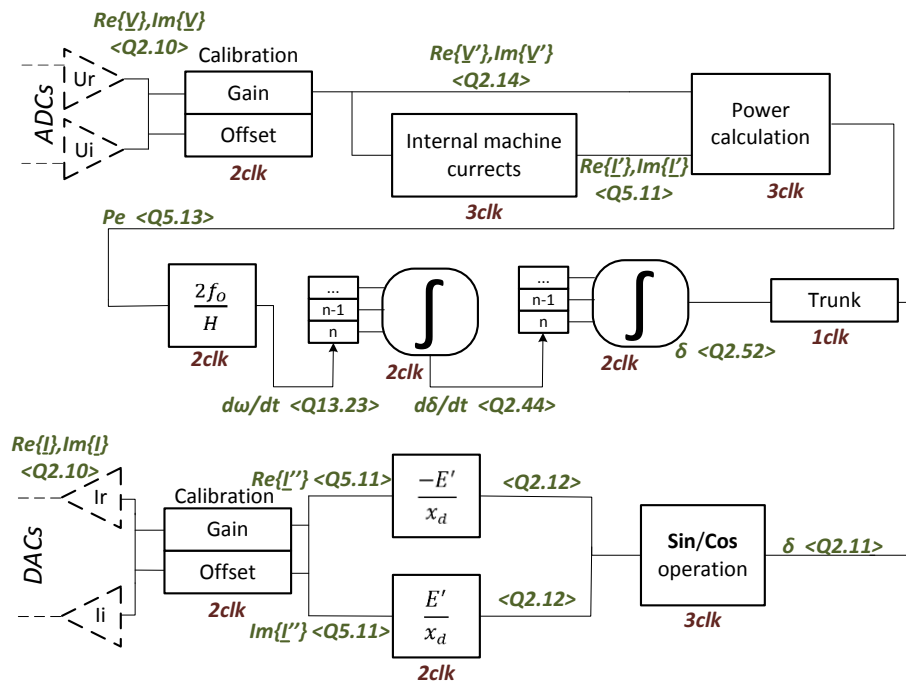 Re{V},Im{V}
<Q2.10>
ADCs
Ur
Ui
Calibration
Gain
Offset
2clk
Re{V'},Im{V'}
<Q2.14>
Internal machine
currects
3clk
Re{I'},Im{I'}
<Q5.11>
Power
calculation
3clk
Pe <Q5.13>
2fo
H
2clk
...
n-1
n
∫
2clk
dω/dt <Q13.23>
...
n-1
n
∫
2clk
dδ/dt <Q2.44>
δ <Q2.52>
Trunk
1clk
Re{I},Im{I}
<Q2.10>
DACs
Ir
Ii
Calibration
Gain
Offset
2clk
Re{I''} <Q5.11>
Im{I''} <Q5.11>
−E'
xd
<Q2.12>
E'
xd
2clk
<Q2.12>
Sin/Cos
operation
3clk
δ <Q2.11>